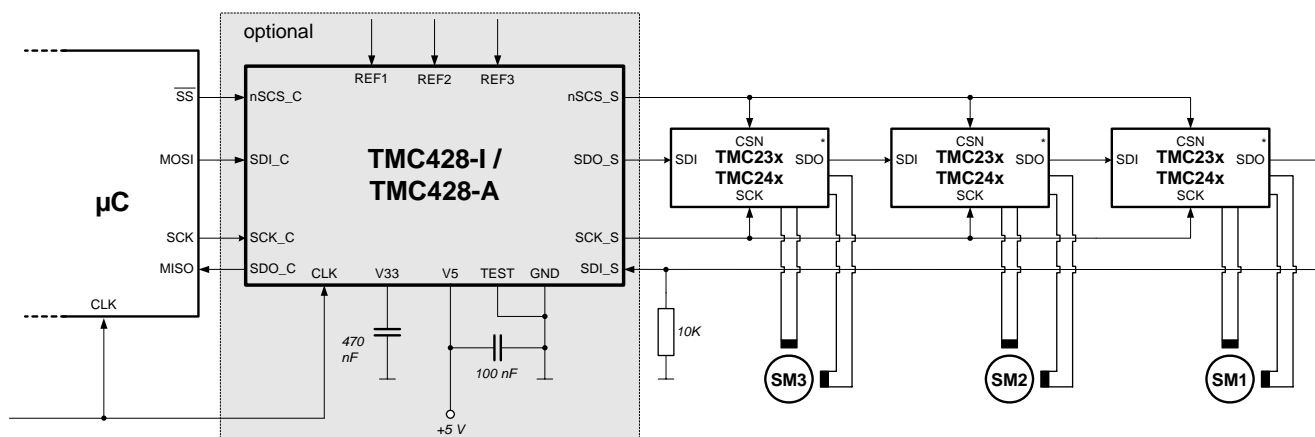 optional
REF1 REF2 REF3
SS nSCS_C nSCS_S
CSN * CSN * CSN *
MOSI SDI_C TMC428-I / SDO_S SDI TMC23x SDO SDI TMC23x SDO SDI TMC23x SDO
TMC428-A TMC24x TMC24x TMC24x
µC SCK SCK SCK
SCK SCK_C SCK_S
MISO SDO_C CLK V33 V5 TEST GND SDI_S
CLK
470
nF
100 nF
10K
SM3 SM2 SM1
+5 V